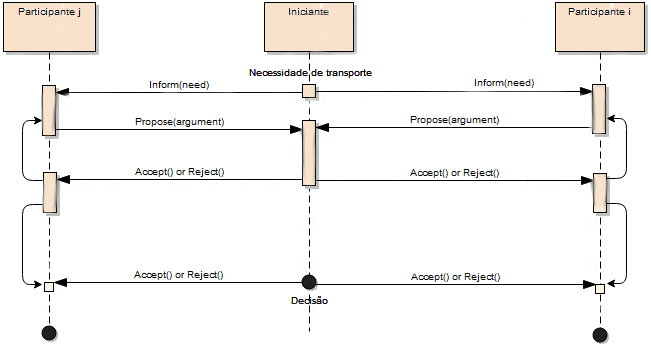 Participante j
Iniciante
Participante i
Necessidade de transporte
Inform(need)
Inform(need)
Propose(argument)
Propose(argument)
Accept() or Reject()
Accept() or Reject()
Accept() or Reject()
Accept() or Reject()
Decisão